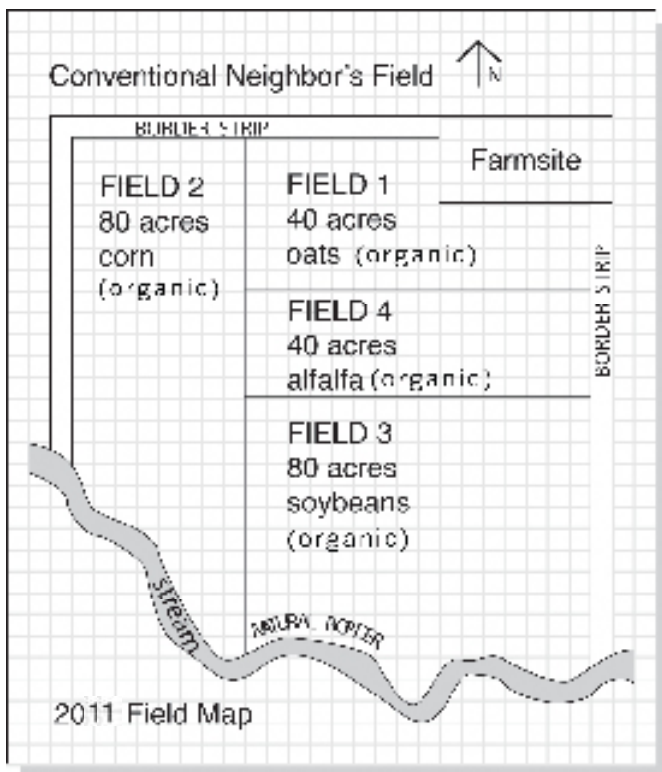 Conventional Neighbor's Field
N
BORDER STRIP
Farmsite
FIELD 2
80 acres
corn
(organic)
FIELD 1
40 acres
oats (organic)
BORDER STRIP
FIELD 4
40 acres
alfalfa (organic)
FIELD 3
80 acres
soybeans
(organic)
stream
NATURAL BORDER
2011 Field Map